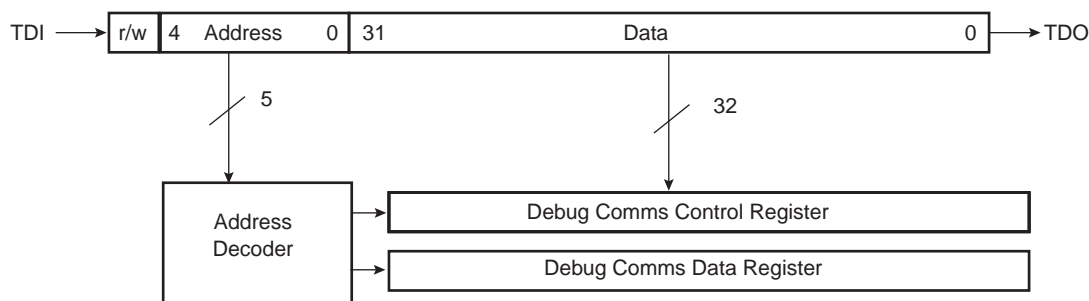 TDI r/w 4 Address 0 31 Data 0 TDO
5
32
Address
Decoder
Debug Comms Control Register
Debug Comms Data Register